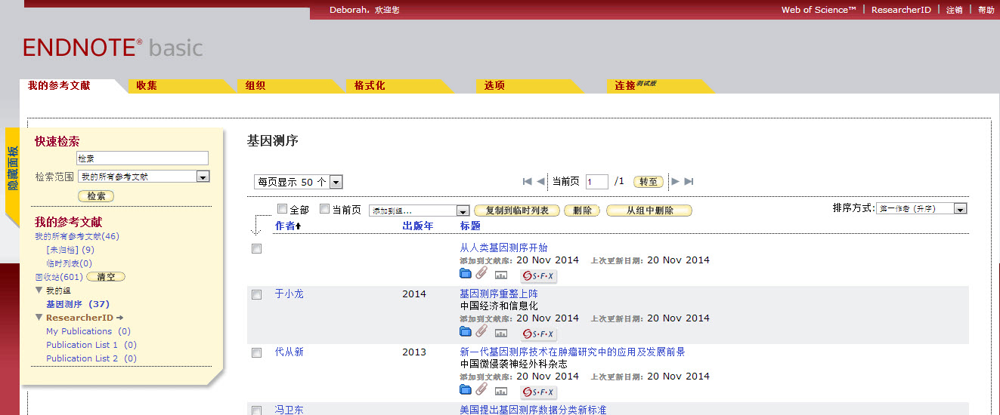 Deborah，欢迎您
Web of Science™ | ResearcherID | 注销 | 帮助
ENDNOTE® basic
我的参考文献 收集 组织 格式化 选项 连接测试版
隐藏面板
快速检索
检索
检索范围 我的所有参考文献
检索
我的参考文献
我的所有参考文献(46)
[未归档] (9)
临时列表(0)
回收站(601) 清空
▼ 我的组
基因测序 (37)
▼ ResearcherID ➔
My Publications (0)
Publication List 1 (0)
Publication List 2 (0)
基因测序
每页显示 50 个
当前页 1 /1 转至
全部 当前页 添加到组... 复制到临时列表 删除 从组中删除
排序方式: 第一作者（升序）
作者↑ 出版年 标题
从人类基因测序开始
添加到文献库: 20 Nov 2014 上次更新日期: 20 Nov 2014
S·F·X
于小龙 2014 基因测序重整上阵
中国经济和信息化
添加到文献库: 20 Nov 2014 上次更新日期: 20 Nov 2014
S·F·X
代从新 2013 新一代基因测序技术在肿瘤研究中的应用及发展前景
中国微侵袭神经外科杂志
添加到文献库: 20 Nov 2014 上次更新日期: 20 Nov 2014
S·F·X
冯卫东 美国提出基因测序数据分类新标准